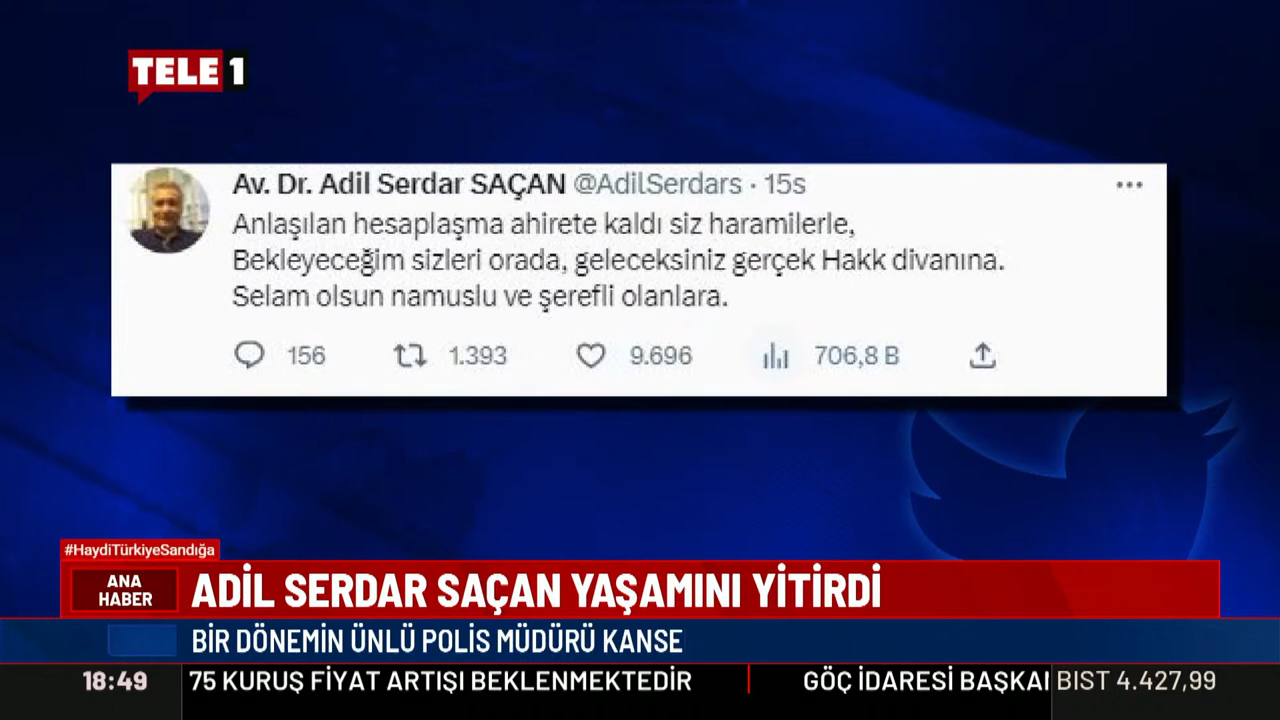 TELE 1
Av. Dr. Adil Serdar SAÇAN @AdilSerdars · 15s
Anlaşılan hesaplaşma ahirete kaldı siz haramilerle,
Bekleyeceğim sizleri orada, geleceksiniz gerçek Hakk divanına.
Selam olsun namuslu ve şerefli olanlara.
156 1.393 9.696 706,8 B
#HaydiTürkiyeSandığa
ANA HABER
ADİL SERDAR SAÇAN YAŞAMINI YİTİRDİ
BİR DÖNEMİN ÜNLÜ POLİS MÜDÜRÜ KANSE
18:49 75 KURUŞ FİYAT ARTIŞI BEKLENMEKTEDİR GÖÇ İDARESİ BAŞKAN BIST 4.427,99